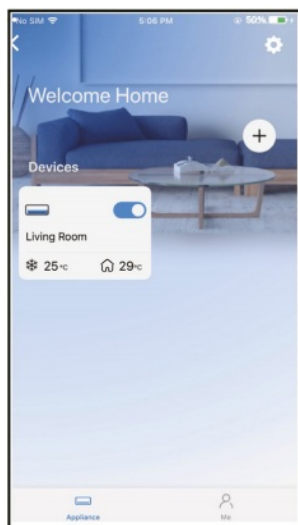 No SIM 5:06 PM 50%
Welcome Home
+
Devices
Living Room
25°C 29°C
Appliance Me